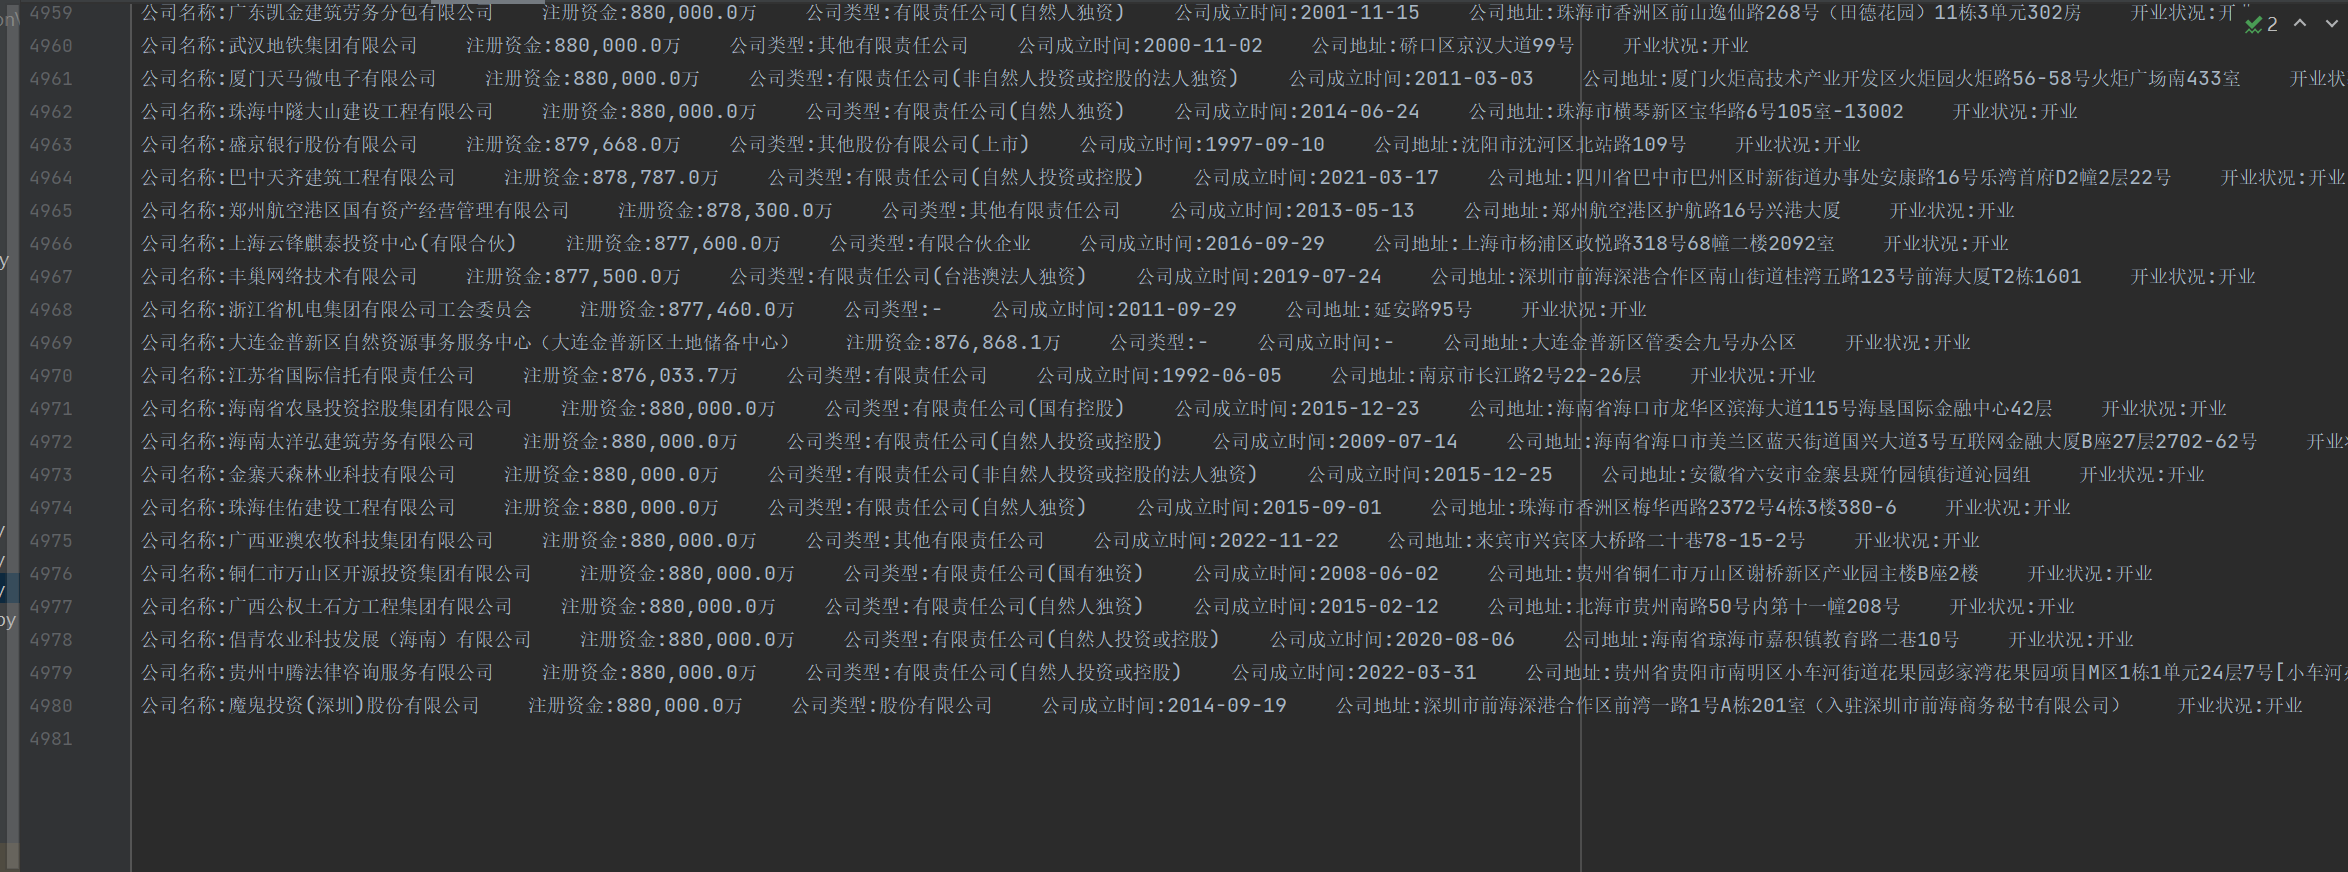 4959 公司名称:广东凯金建筑劳务分包有限公司 注册资金:880,000.0万 公司类型:有限责任公司(自然人独资) 公司成立时间:2001-11-15 公司地址:珠海市香洲区前山逸仙路268号（田德花园）11栋3单元302房 开业状况:开
2
4960 公司名称:武汉地铁集团有限公司 注册资金:880,000.0万 公司类型:其他有限责任公司 公司成立时间:2000-11-02 公司地址:硚口区京汉大道99号 开业状况:开业
4961 公司名称:厦门天马微电子有限公司 注册资金:880,000.0万 公司类型:有限责任公司(非自然人投资或控股的法人独资) 公司成立时间:2011-03-03 公司地址:厦门火炬高技术产业开发区火炬园火炬路56-58号火炬广场南433室 开业状
4962 公司名称:珠海中隧大山建设工程有限公司 注册资金:880,000.0万 公司类型:有限责任公司(自然人独资) 公司成立时间:2014-06-24 公司地址:珠海市横琴新区宝华路6号105室-13002 开业状况:开业
4963 公司名称:盛京银行股份有限公司 注册资金:879,668.0万 公司类型:其他股份有限公司(上市) 公司成立时间:1997-09-10 公司地址:沈阳市沈河区北站路109号 开业状况:开业
4964 公司名称:巴中天齐建筑工程有限公司 注册资金:878,787.0万 公司类型:有限责任公司(自然人投资或控股) 公司成立时间:2021-03-17 公司地址:四川省巴中市巴州区时新街道办事处安康路16号乐湾首府D2幢2层22号 开业状况:开业
4965 公司名称:郑州航空港区国有资产经营管理有限公司 注册资金:878,300.0万 公司类型:其他有限责任公司 公司成立时间:2013-05-13 公司地址:郑州航空港区护航路16号兴港大厦 开业状况:开业
4966 公司名称:上海云锋麒泰投资中心(有限合伙) 注册资金:877,600.0万 公司类型:有限合伙企业 公司成立时间:2016-09-29 公司地址:上海市杨浦区政悦路318号68幢二楼2092室 开业状况:开业
4967 公司名称:丰巢网络技术有限公司 注册资金:877,500.0万 公司类型:有限责任公司(台港澳法人独资) 公司成立时间:2019-07-24 公司地址:深圳市前海深港合作区南山街道桂湾五路123号前海大厦T2栋1601 开业状况:开业
4968 公司名称:浙江省机电集团有限公司工会委员会 注册资金:877,460.0万 公司类型:- 公司成立时间:2011-09-29 公司地址:延安路95号 开业状况:开业
4969 公司名称:大连金普新区自然资源事务服务中心（大连金普新区土地储备中心） 注册资金:876,868.1万 公司类型:- 公司成立时间:- 公司地址:大连金普新区管委会九号办公区 开业状况:开业
4970 公司名称:江苏省国际信托有限责任公司 注册资金:876,033.7万 公司类型:有限责任公司 公司成立时间:1992-06-05 公司地址:南京市长江路2号22-26层 开业状况:开业
4971 公司名称:海南省农垦投资控股集团有限公司 注册资金:880,000.0万 公司类型:有限责任公司(国有控股) 公司成立时间:2015-12-23 公司地址:海南省海口市龙华区滨海大道115号海垦国际金融中心42层 开业状况:开业
4972 公司名称:海南太洋弘建筑劳务有限公司 注册资金:880,000.0万 公司类型:有限责任公司(自然人投资或控股) 公司成立时间:2009-07-14 公司地址:海南省海口市美兰区蓝天街道国兴大道3号互联网金融大厦B座27层2702-62号 开业
4973 公司名称:金寨天森林业科技有限公司 注册资金:880,000.0万 公司类型:有限责任公司(非自然人投资或控股的法人独资) 公司成立时间:2015-12-25 公司地址:安徽省六安市金寨县斑竹园镇街道沁园组 开业状况:开业
4974 公司名称:珠海佳佑建设工程有限公司 注册资金:880,000.0万 公司类型:有限责任公司(自然人独资) 公司成立时间:2015-09-01 公司地址:珠海市香洲区梅华西路2372号4栋3楼380-6 开业状况:开业
4975 公司名称:广西亚澳农牧科技集团有限公司 注册资金:880,000.0万 公司类型:其他有限责任公司 公司成立时间:2022-11-22 公司地址:来宾市兴宾区大桥路二十巷78-15-2号 开业状况:开业
4976 公司名称:铜仁市万山区开源投资集团有限公司 注册资金:880,000.0万 公司类型:有限责任公司(国有独资) 公司成立时间:2008-06-02 公司地址:贵州省铜仁市万山区谢桥新区产业园主楼B座2楼 开业状况:开业
4977 公司名称:广西公权土石方工程集团有限公司 注册资金:880,000.0万 公司类型:有限责任公司(自然人独资) 公司成立时间:2015-02-12 公司地址:北海市贵州南路50号内第十一幢208号 开业状况:开业
4978 公司名称:倡青农业科技发展（海南）有限公司 注册资金:880,000.0万 公司类型:有限责任公司(自然人投资或控股) 公司成立时间:2020-08-06 公司地址:海南省琼海市嘉积镇教育路二巷10号 开业状况:开业
4979 公司名称:贵州中腾法律咨询服务有限公司 注册资金:880,000.0万 公司类型:有限责任公司(自然人投资或控股) 公司成立时间:2022-03-31 公司地址:贵州省贵阳市南明区小车河街道花果园彭家湾花果园项目M区1栋1单元24层7号[小车河
4980 公司名称:魔鬼投资(深圳)股份有限公司 注册资金:880,000.0万 公司类型:股份有限公司 公司成立时间:2014-09-19 公司地址:深圳市前海深港合作区前湾一路1号A栋201室（入驻深圳市前海商务秘书有限公司） 开业状况:开业
4981